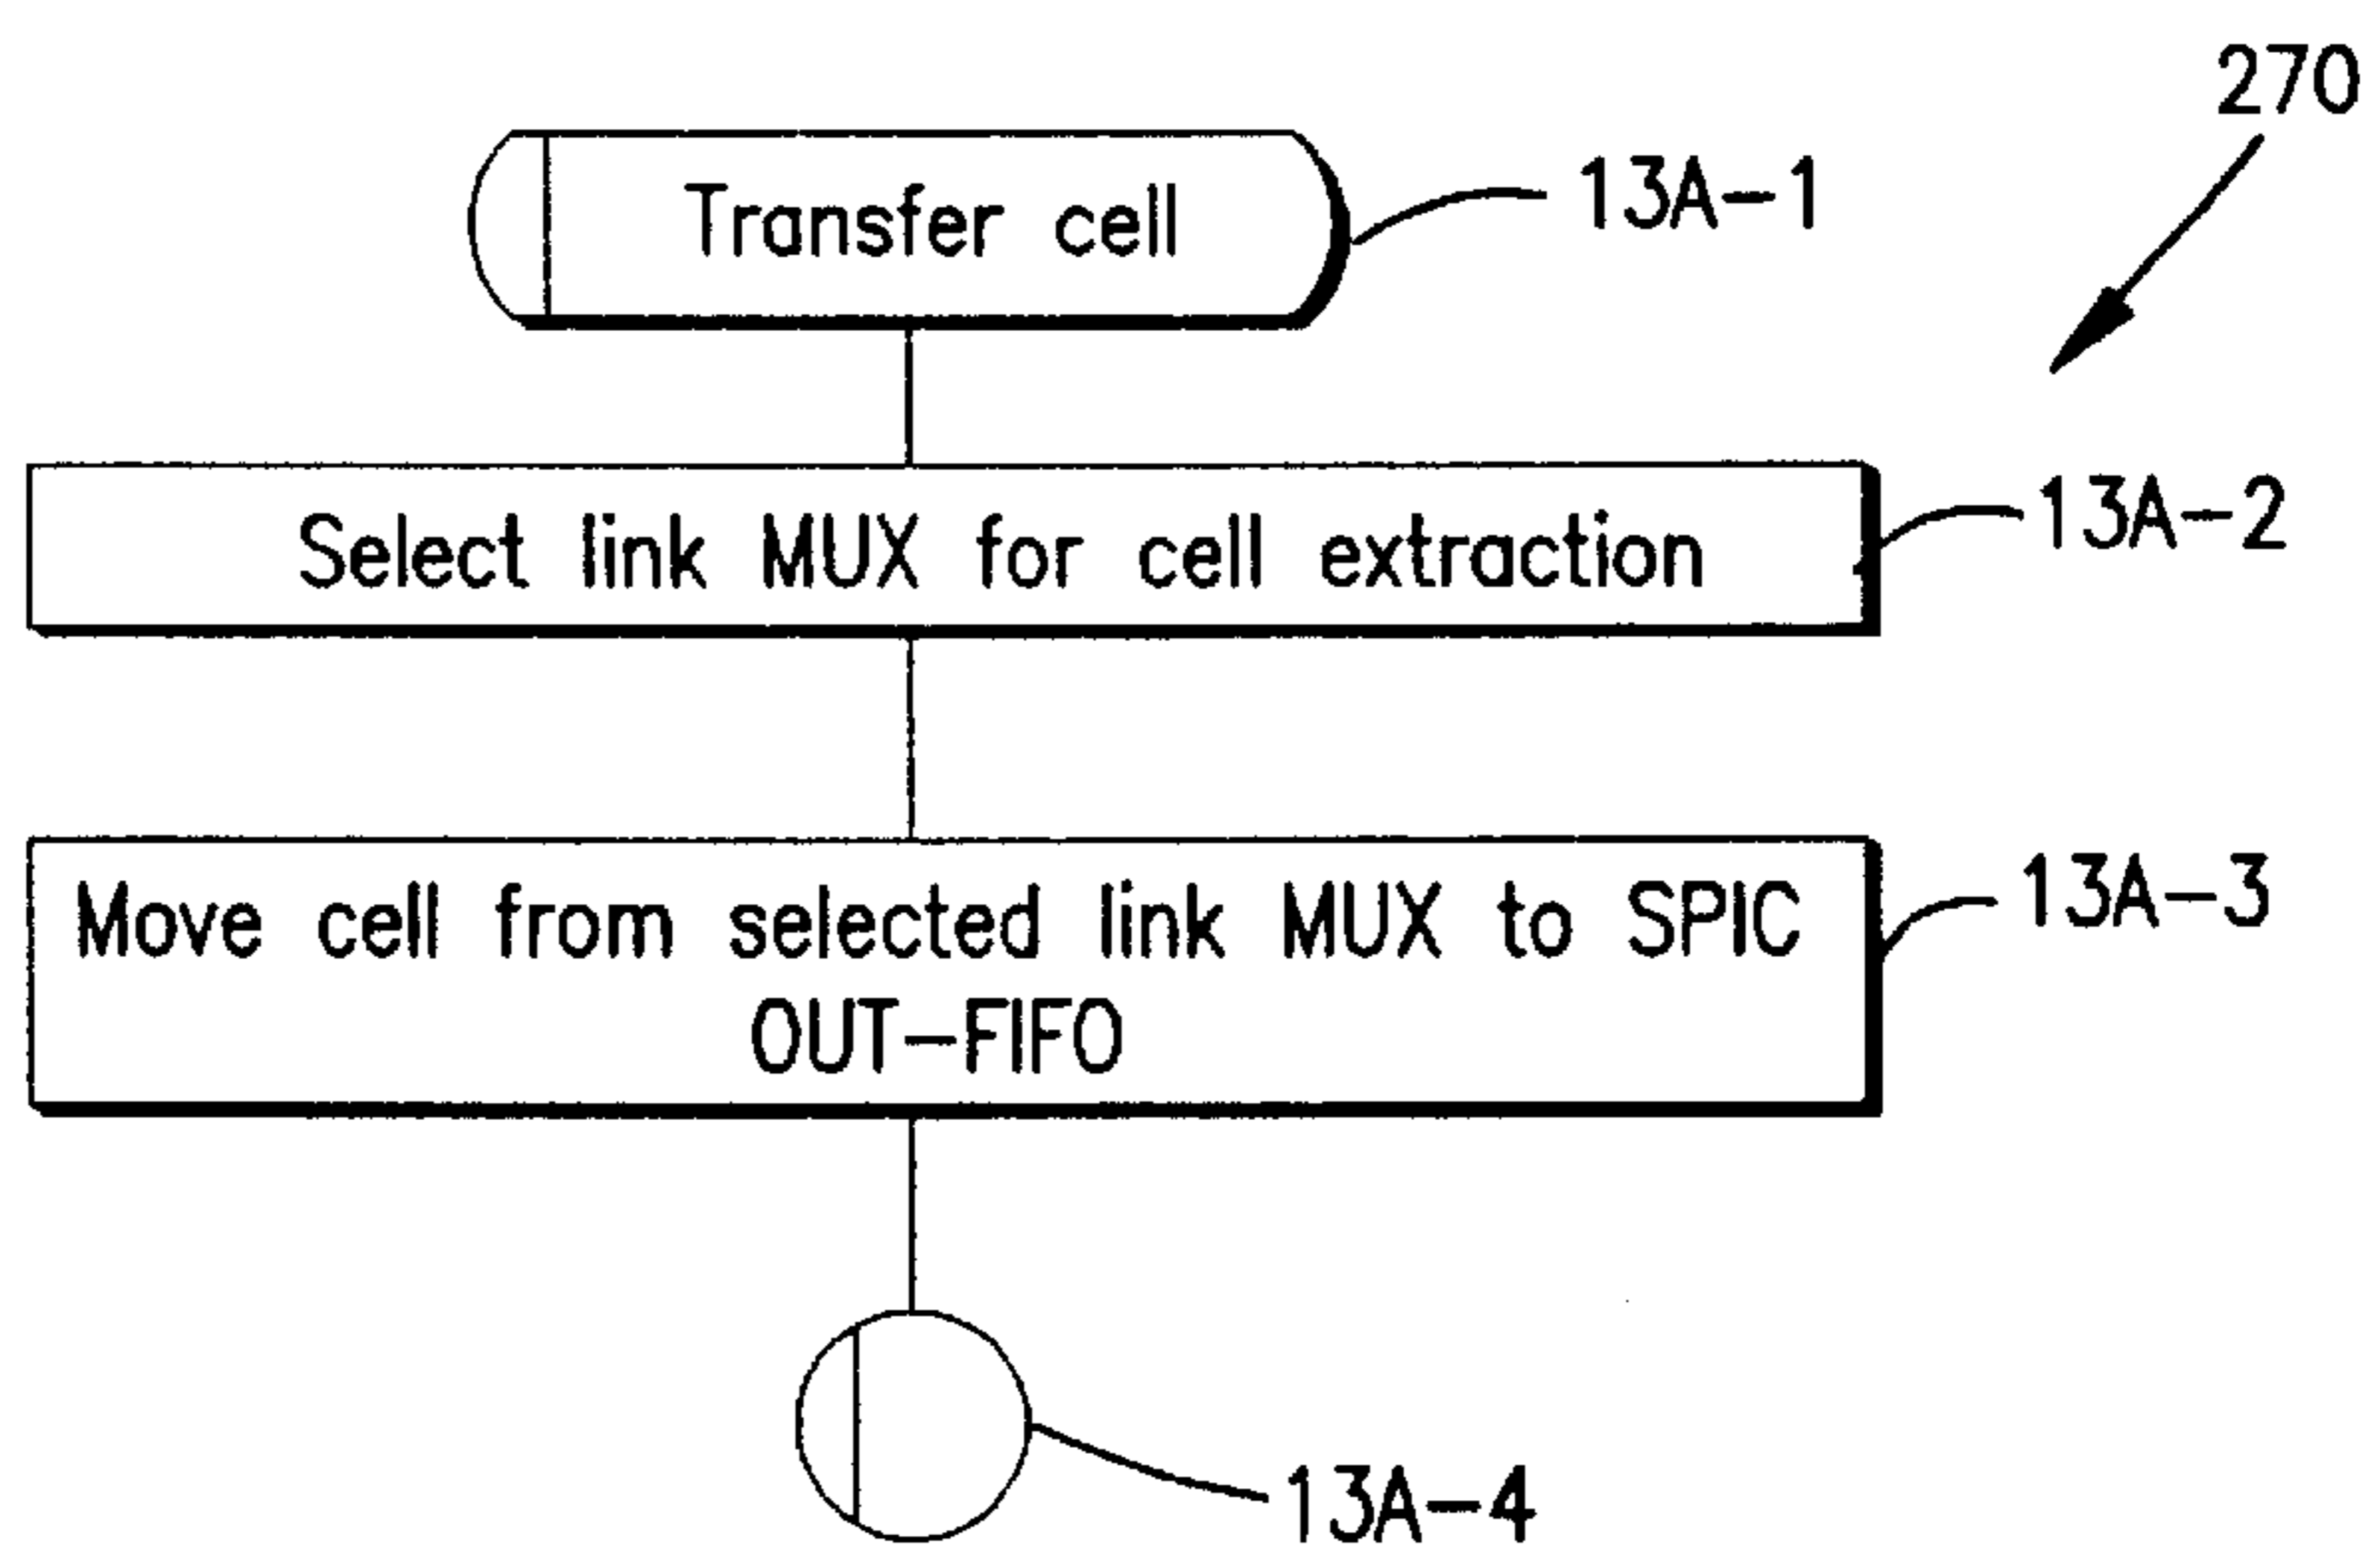 270
Transfer cell
13A-1
Select link MUX for cell extraction
13A-2
Move cell from selected link MUX to SPIC
OUT-FIFO
13A-3
13A-4